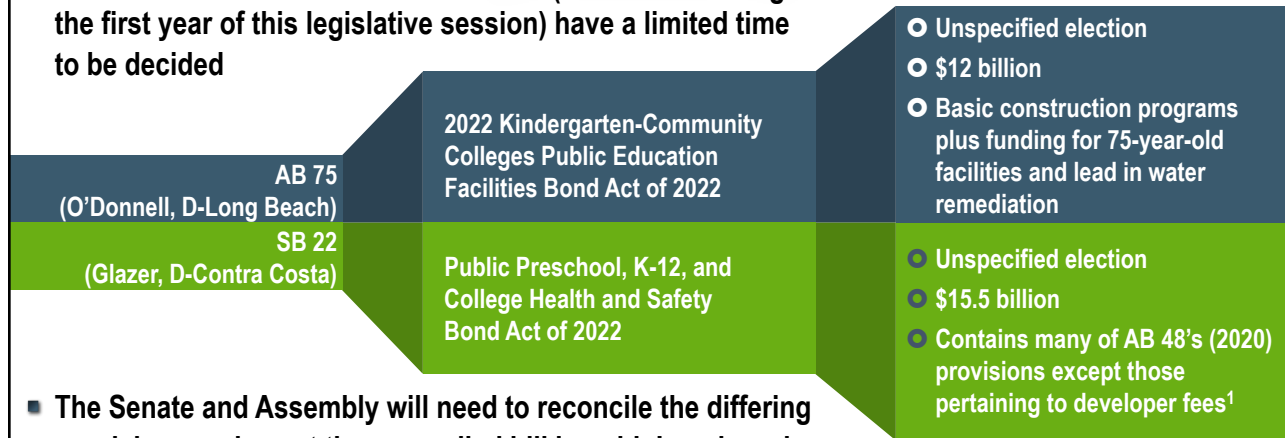 the first year of this legislative session) have a limited time
to be decided
AB 75
(O’Donnell, D-Long Beach)
2022 Kindergarten-Community
Colleges Public Education
Facilities Bond Act of 2022
Unspecified election
$12 billion
Basic construction programs
plus funding for 75-year-old
facilities and lead in water
remediation
SB 22
(Glazer, D-Contra Costa)
Public Preschool, K-12, and
College Health and Safety
Bond Act of 2022
Unspecified election
$15.5 billion
Contains many of AB 48’s (2020)
provisions except those
pertaining to developer fees1
The Senate and Assembly will need to reconcile the differing